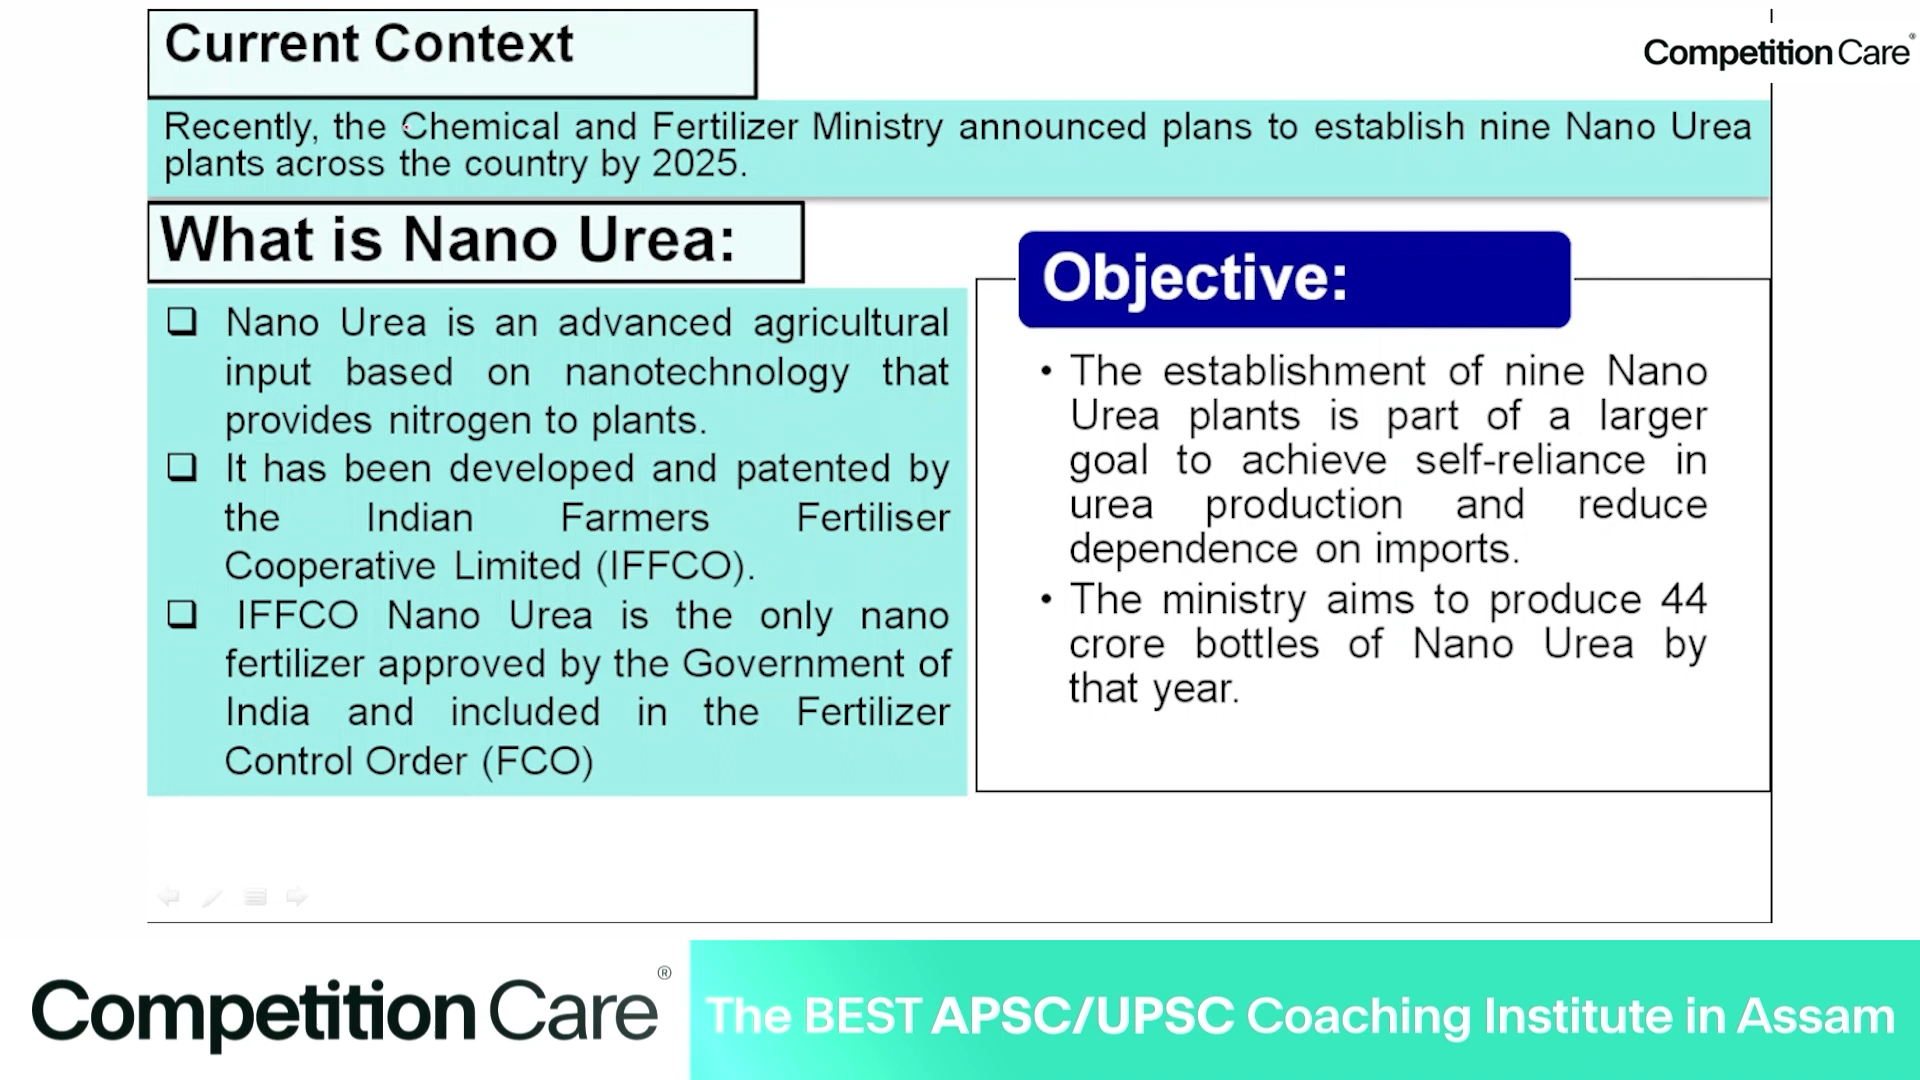 Current Context
CompetitionCare
Recently, the Chemical and Fertilizer Ministry announced plans to establish nine Nano Urea
plants across the country by 2025.
What is Nano Urea:
❑ Nano Urea is an advanced agricultural
input based on nanotechnology that
provides nitrogen to plants.
❑ It has been developed and patented by
the Indian Farmers Fertiliser
Cooperative Limited (IFFCO).
❑ IFFCO Nano Urea is the only nano
fertilizer approved by the Government of
India and included in the Fertilizer
Control Order (FCO)
Objective:
• The establishment of nine Nano
Urea plants is part of a larger
goal to achieve self-reliance in
urea production and reduce
dependence on imports.
• The ministry aims to produce 44
crore bottles of Nano Urea by
that year.
CompetitionCare®
The BEST APSC/UPSC Coaching Institute in Assam